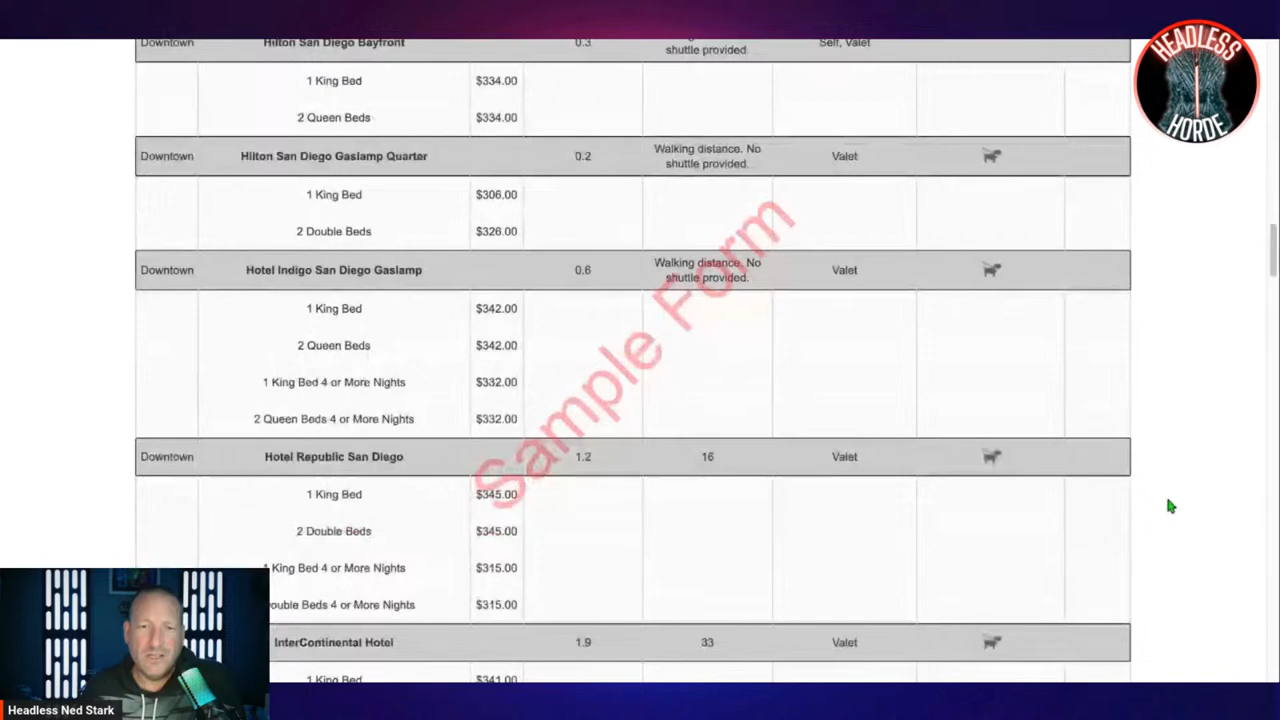 HEADLESS
HORDE
Downtown Hilton San Diego Bayfront 0.3 shuttle provided Self, Valet
1 King Bed $334.00
2 Queen Beds $334.00
Downtown Hilton San Diego Gaslamp Quarter 0.2 Walking distance. No shuttle provided. Valet
1 King Bed $306.00
2 Double Beds $326.00
Downtown Hotel Indigo San Diego Gaslamp 0.6 Walking distance. No shuttle provided. Valet
1 King Bed $342.00
2 Queen Beds $342.00
1 King Bed 4 or More Nights $332.00
2 Queen Beds 4 or More Nights $332.00
Downtown Hotel Republic San Diego 1.2 16 Valet
1 King Bed $345.00
2 Double Beds $345.00
King Bed 4 or More Nights $315.00
ouble Beds 4 or More Nights $315.00
InterContinental Hotel 1.9 33 Valet
1 King Bed $341.00
Sample Form
Headless Ned Stark